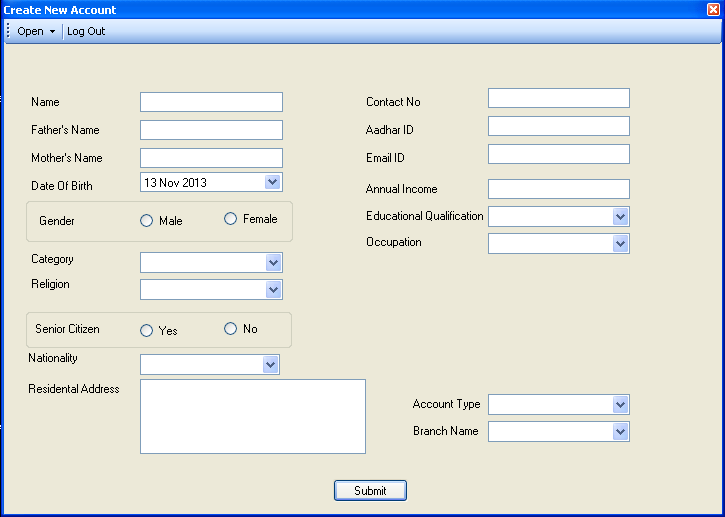 Create New Account
Open Log Out
Name
Father's Name
Mother's Name
Date Of Birth 13 Nov 2013
Gender Male Female
Category
Religion
Senior Citizen Yes No
Nationality
Residental Address
Contact No
Aadhar ID
Email ID
Annual Income
Educational Qualification
Occupation
Account Type
Branch Name
Submit